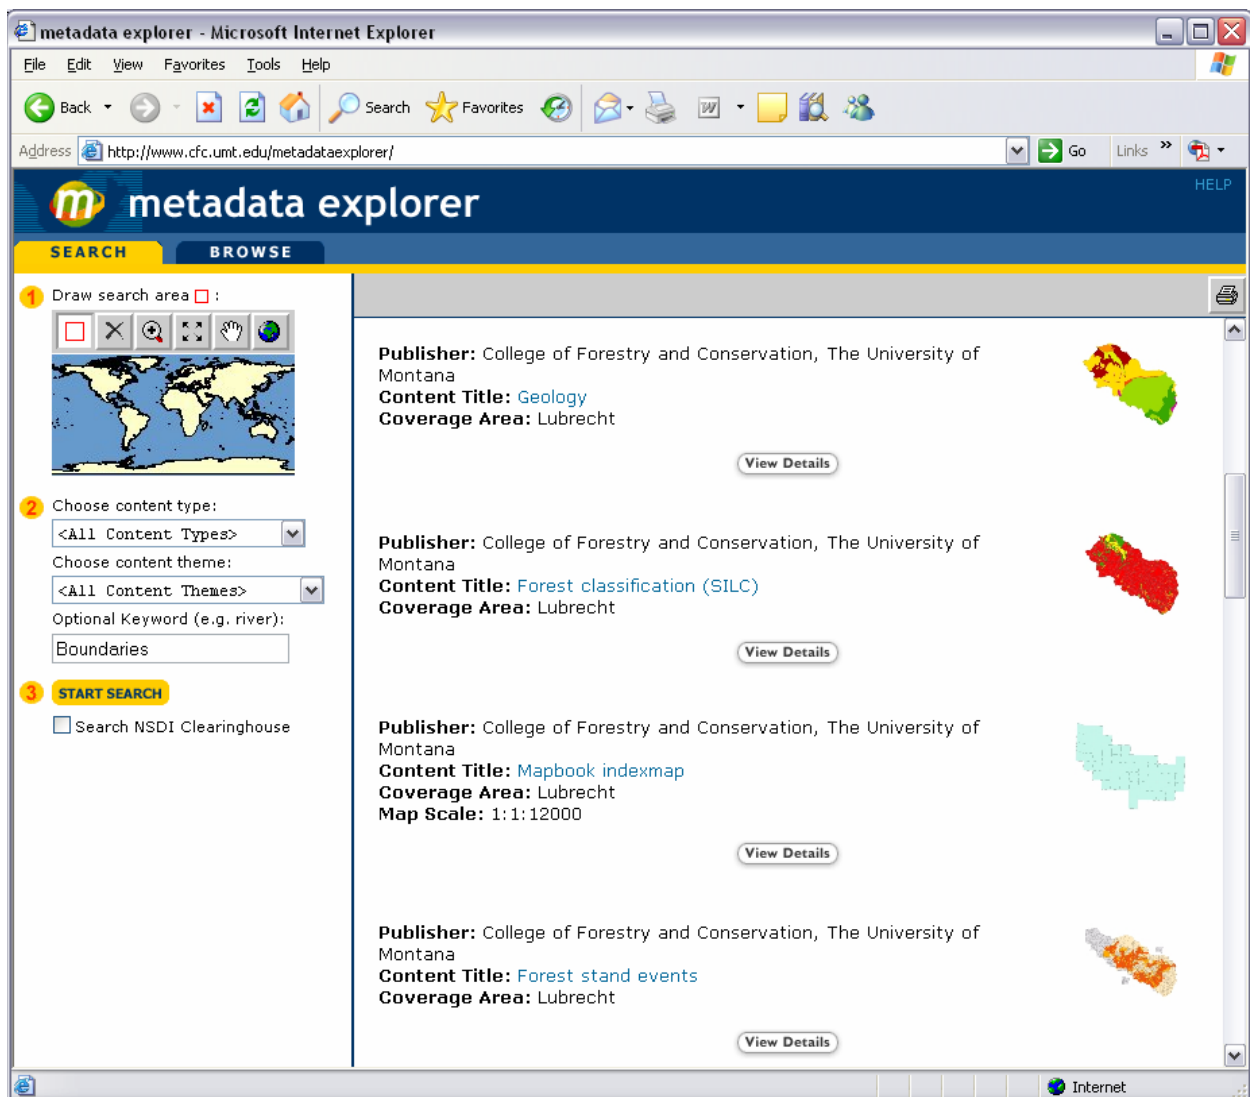 metadata explorer - Microsoft Internet Explorer
File Edit View Favorites Tools Help
Back Search Favorites
Address http://www.cfc.umt.edu/metadataexplorer/ Go Links »
m metadata explorer HELP
SEARCH BROWSE
1 Draw search area :
2 Choose content type:
<All Content Types>
Choose content theme:
<All Content Themes>
Optional Keyword (e.g. river):
Boundaries
3 START SEARCH
Search NSDI Clearinghouse
Publisher: College of Forestry and Conservation, The University of
Montana
Content Title: Geology
Coverage Area: Lubrecht
View Details
Publisher: College of Forestry and Conservation, The University of
Montana
Content Title: Forest classification (SILC)
Coverage Area: Lubrecht
View Details
Publisher: College of Forestry and Conservation, The University of
Montana
Content Title: Mapbook indexmap
Coverage Area: Lubrecht
Map Scale: 1:1:12000
View Details
Publisher: College of Forestry and Conservation, The University of
Montana
Content Title: Forest stand events
Coverage Area: Lubrecht
View Details
Internet